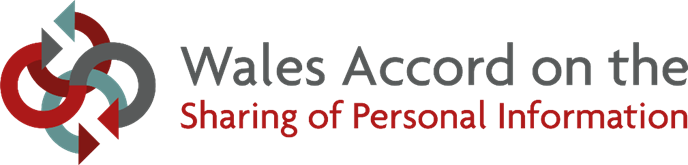 Wales Accord on the
Sharing of Personal Information